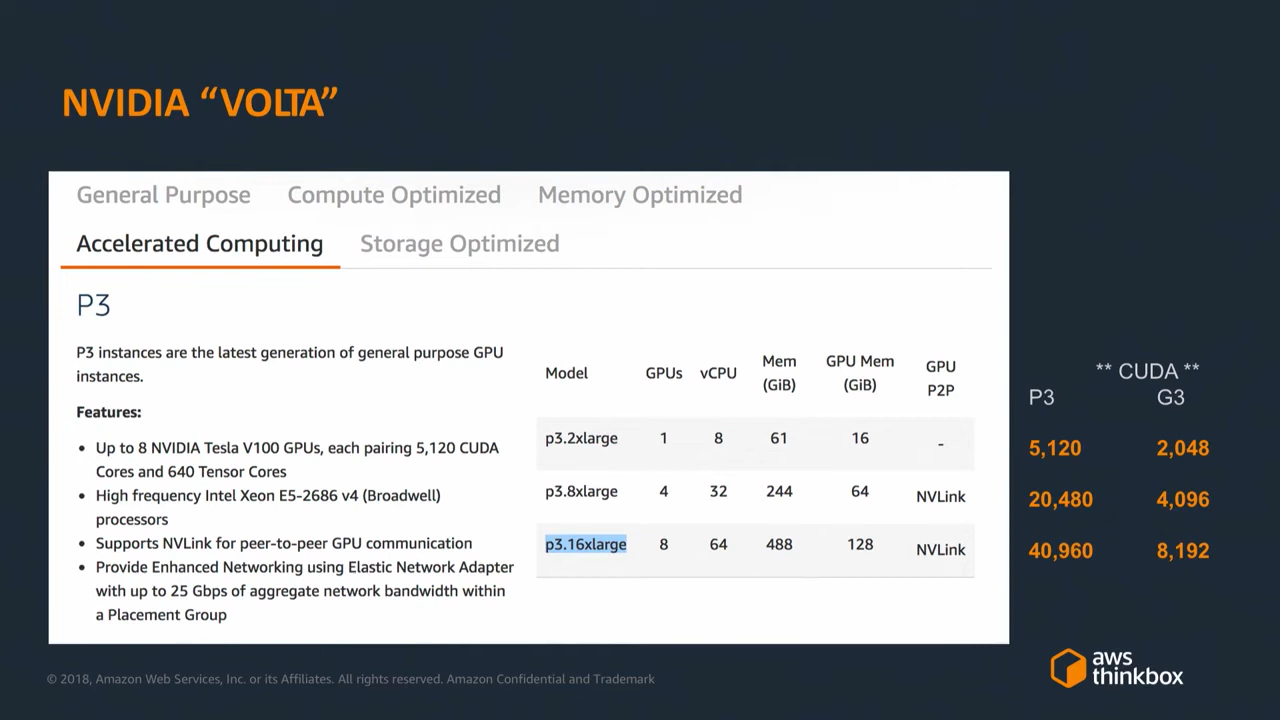 NVIDIA “VOLTA”
General Purpose Compute Optimized Memory Optimized
Accelerated Computing Storage Optimized
P3
P3 instances are the latest generation of general purpose GPU
instances.
Features:
• Up to 8 NVIDIA Tesla V100 GPUs, each pairing 5,120 CUDA
Cores and 640 Tensor Cores
• High frequency Intel Xeon E5-2686 v4 (Broadwell)
processors
• Supports NVLink for peer-to-peer GPU communication
• Provide Enhanced Networking using Elastic Network Adapter
with up to 25 Gbps of aggregate network bandwidth within
a Placement Group
Model GPUs vCPU Mem (GiB) GPU Mem (GiB) GPU P2P
p3.2xlarge 1 8 61 16 -
p3.8xlarge 4 32 244 64 NVLink
p3.16xlarge 8 64 488 128 NVLink
** CUDA **
P3 G3
5,120 2,048
20,480 4,096
40,960 8,192
© 2018, Amazon Web Services, Inc. or its Affiliates. All rights reserved. Amazon Confidential and Trademark
aws
thinkbox